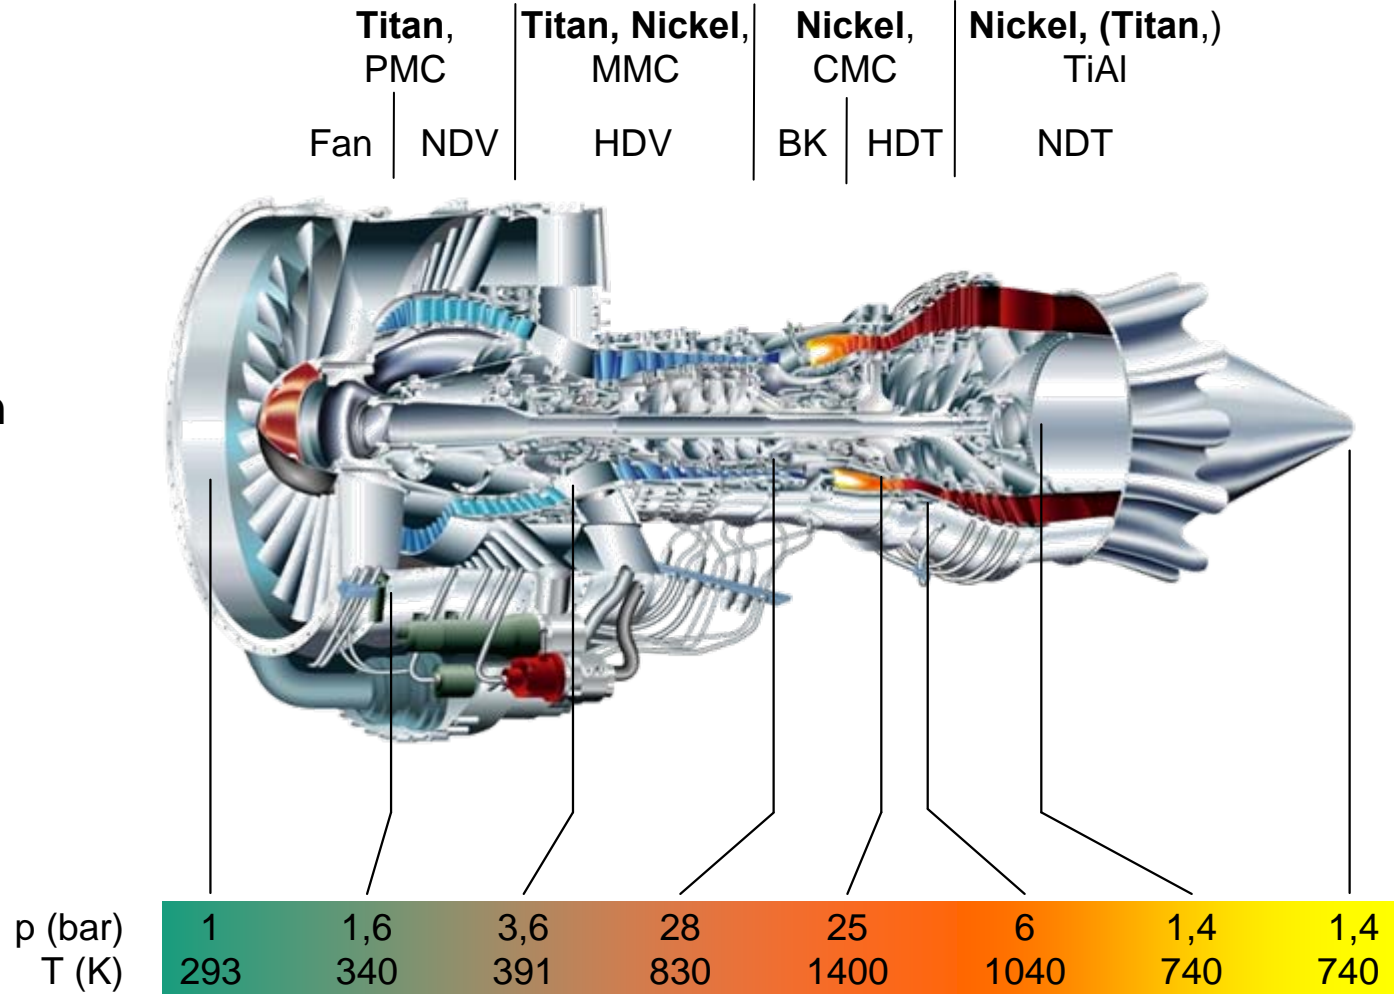 Titan, Titan, Nickel, Nickel, Nickel, (Titan,)
PMC MMC CMC TiAl
Fan NDV HDV BK HDT NDT
n
p (bar) 1 1,6 3,6 28 25 6 1,4 1,4
T (K) 293 340 391 830 1400 1040 740 740